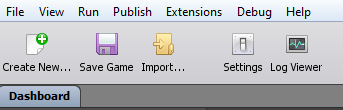 File View Run Publish Extensions Debug Help
Create New... Save Game Import... Settings Log Viewer
Dashboard